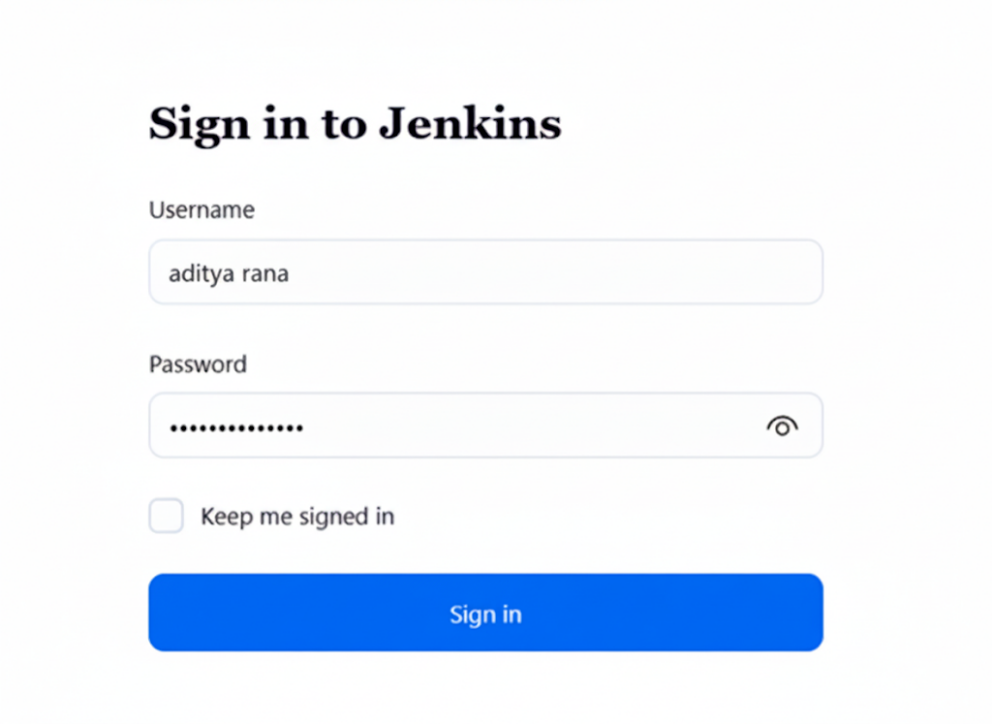 Sign in to Jenkins
Username
aditya rana
Password
••••••••••••••
Keep me signed in
Sign in